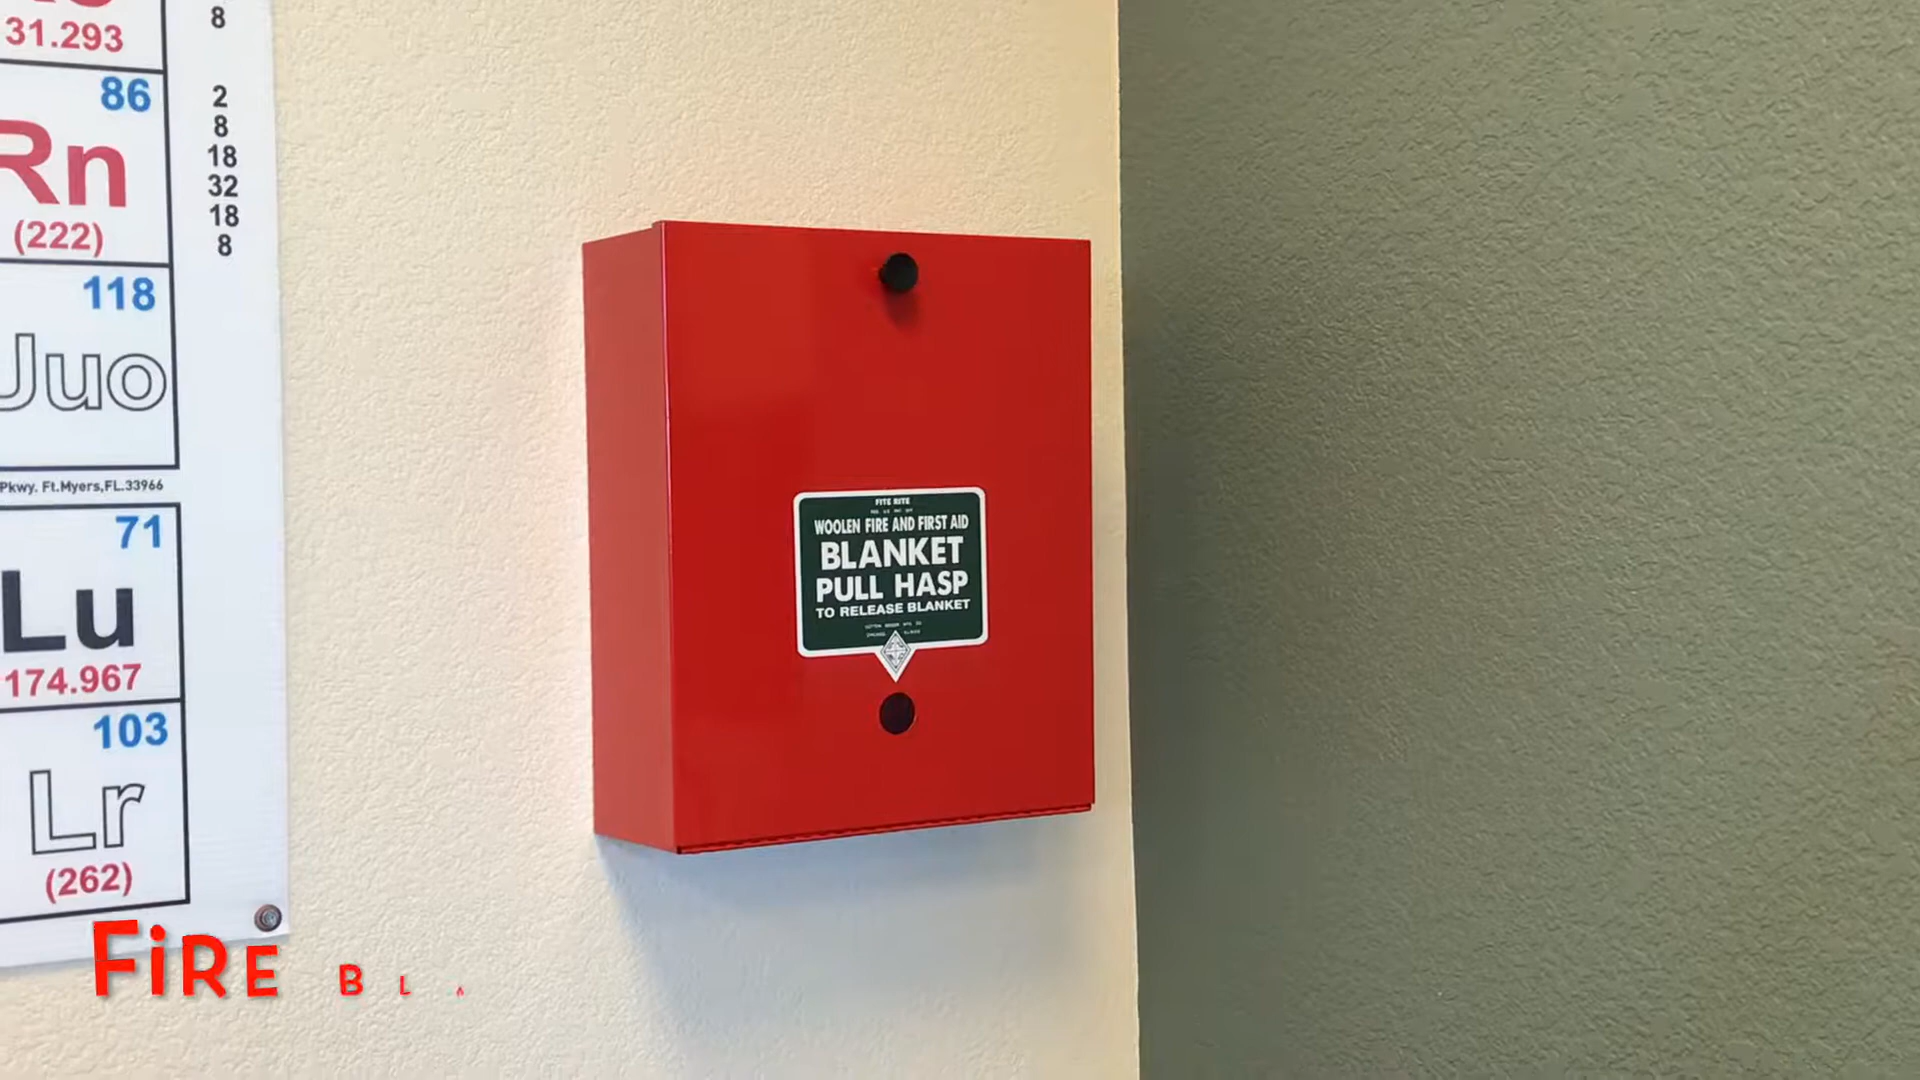 8
31.293
86
2
8
18
32
18
8
Rn
(222)
118
Uuo
Pkwy. Ft.Myers,FL.33966
71
Lu
174.967
103
Lr
(262)
FITE RITE
WOOLEN FIRE AND FIRST AID
BLANKET
PULL HASP
TO RELEASE BLANKET
FiRE BL